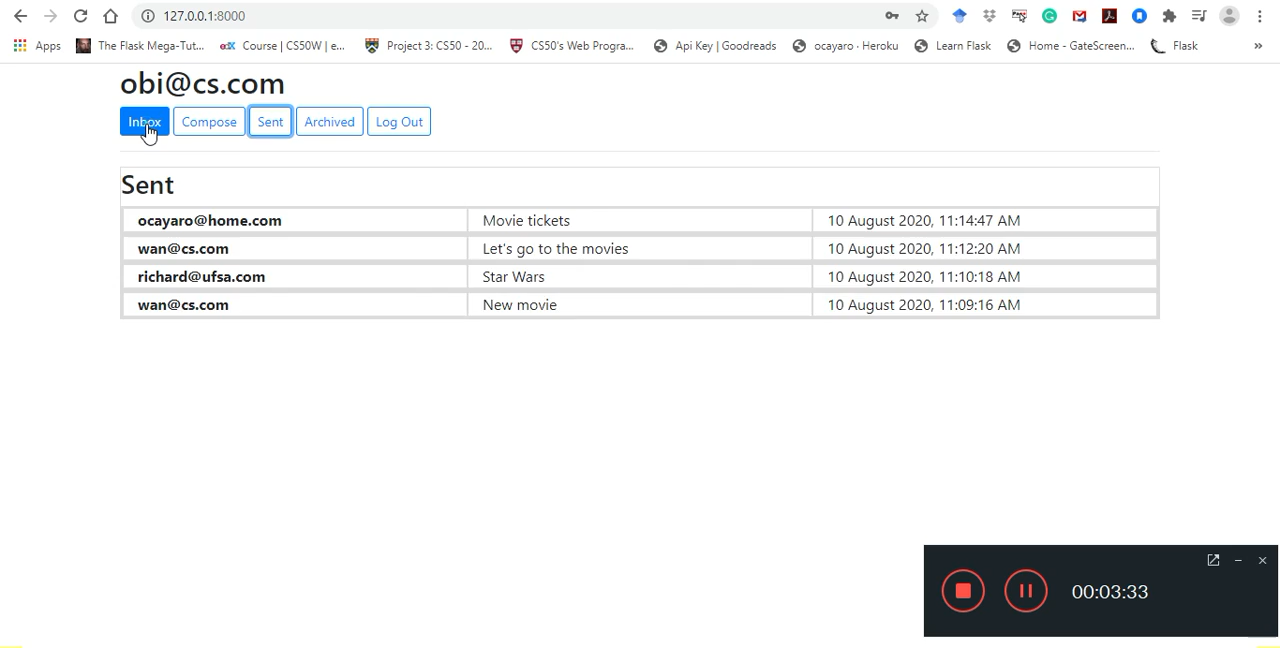 127.0.0.1:8000
Apps The Flask Mega-Tut... edX Course | CS50W | e... Project 3: CS50 - 20... CS50's Web Progra... Api Key | Goodreads ocayaro · Heroku Learn Flask Home - GateScreen... Flask »
obi@cs.com
Inbox Compose Sent Archived Log Out
Sent
ocayaro@home.com Movie tickets 10 August 2020, 11:14:47 AM
wan@cs.com Let's go to the movies 10 August 2020, 11:12:20 AM
richard@ufsa.com Star Wars 10 August 2020, 11:10:18 AM
wan@cs.com New movie 10 August 2020, 11:09:16 AM
00:03:33